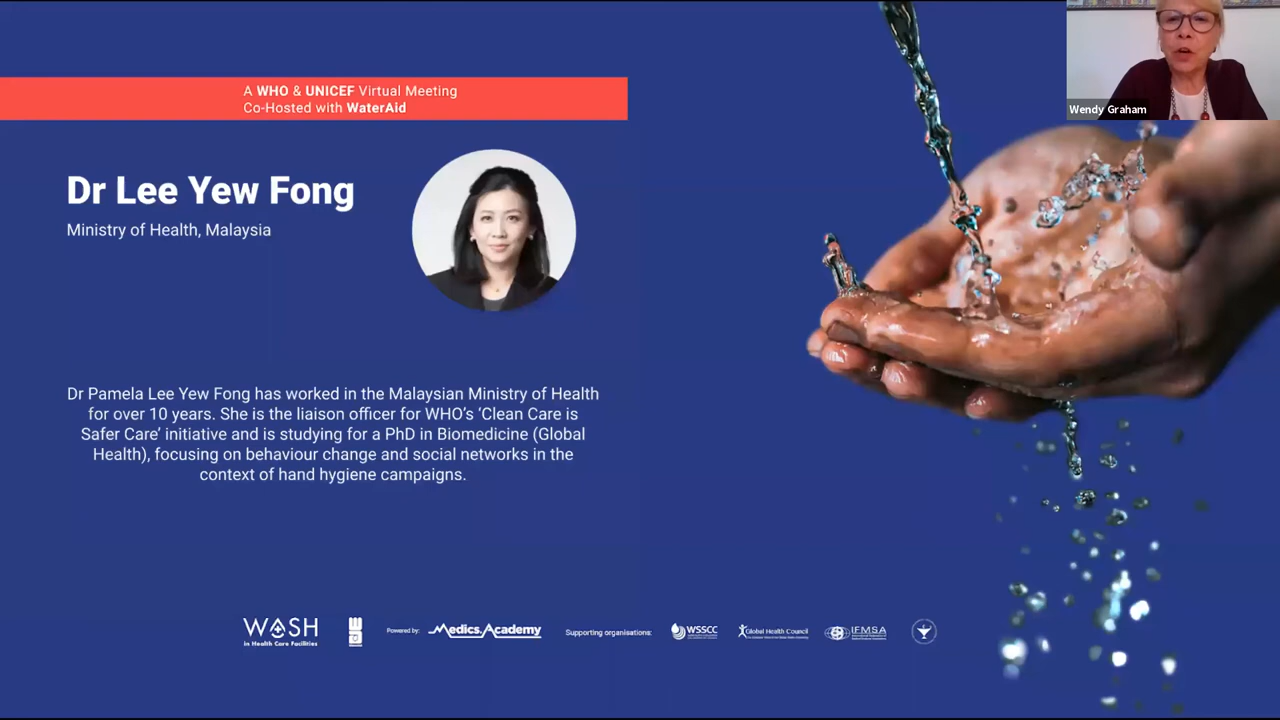 A WHO & UNICEF Virtual Meeting
Co-Hosted with WaterAid
Wendy Graham
Dr Lee Yew Fong
Ministry of Health, Malaysia
Dr Pamela Lee Yew Fong has worked in the Malaysian Ministry of Health
for over 10 years. She is the liaison officer for WHO's ‘Clean Care is
Safer Care’ initiative and is studying for a PhD in Biomedicine (Global
Health), focusing on behaviour change and social networks in the
context of hand hygiene campaigns.
WASH
in Health Care Facilities
Powered by:
Medics.Academy
Supporting organisations:
WSSCC
Global Health Council
IFMSA